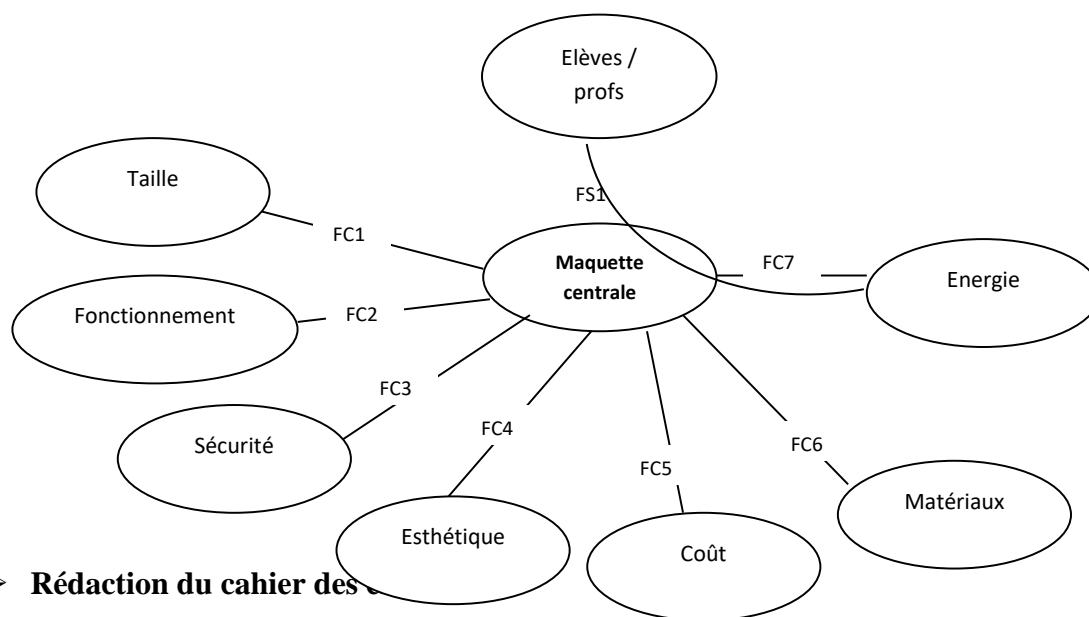 Elèves /
profs
Taille
FS1
FC1
Maquette
centrale
FC7
Energie
Fonctionnement
FC2
FC3
Sécurité
FC4
FC6
FC5
Matériaux
Esthétique
Coût
Rédaction du cahier des